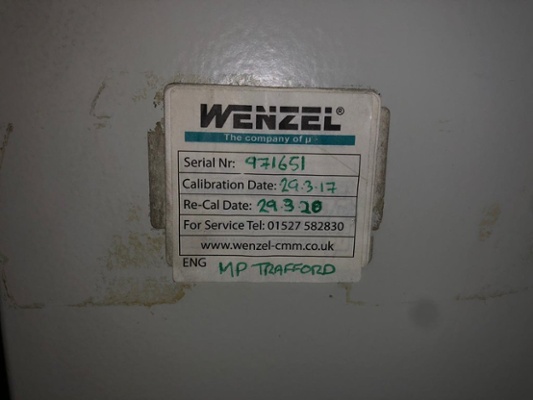 WENZEL®
The company of μ
Serial Nr: 971651
Calibration Date: 29.3.17
Re-Cal Date: 29.3.20
For Service Tel: 01527 582830
www.wenzel-cmm.co.uk
ENG MP TRAFFORD